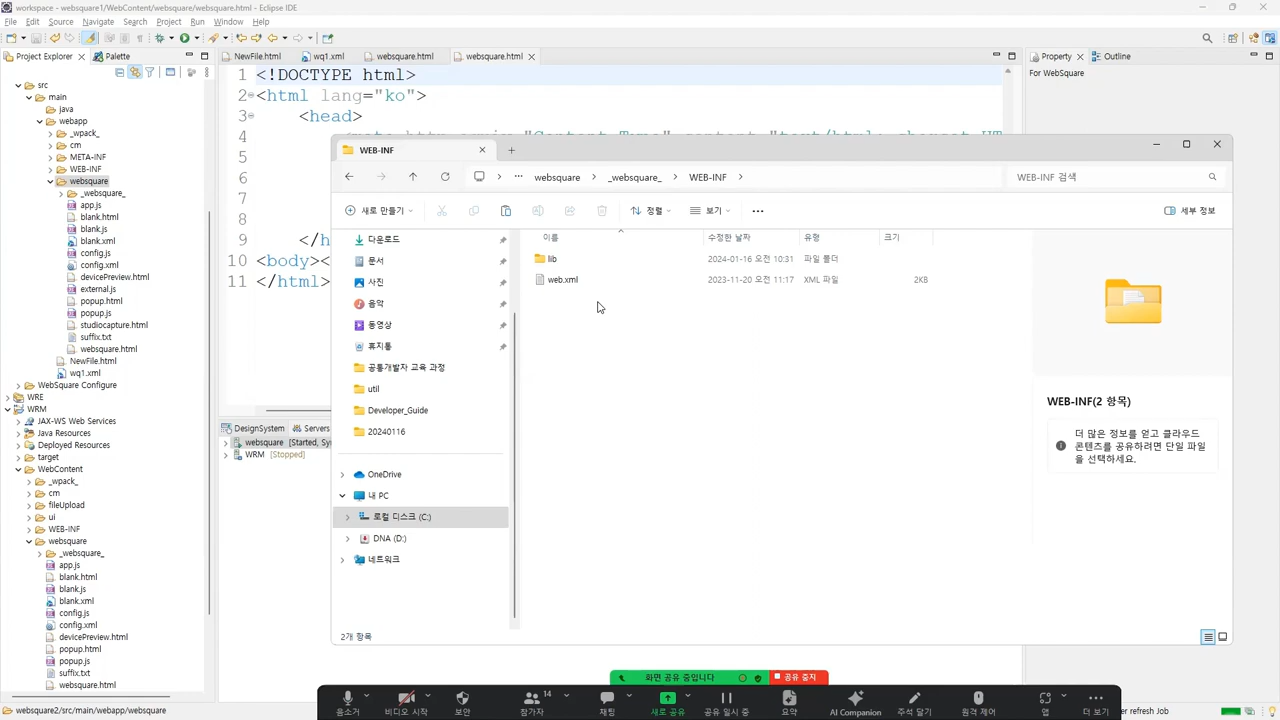 workspace - websquare1/WebContent/websquare/websquare.html - Eclipse IDE
File Edit Source Navigate Search Project Run Window Help
Project Explorer Palette
src
main
java
webapp
_wpack_
cm
META-INF
WEB-INF
websquare
_websquare_
app.js
blank.html
blank.js
blank.xml
config.js
config.xml
devicePreview.html
external.js
popup.html
popup.js
studiocapture.html
suffix.txt
websquare.html
NewFile.html
wq1.xml
WebSquare Configure
WRE
WRM
JAX-WS Web Services
Java Resources
Deployed Resources
target
WebContent
_wpack_
cm
fileUpload
ui
WEB-INF
websquare
_websquare_
app.js
blank.html
blank.js
blank.xml
config.js
config.xml
devicePreview.html
popup.html
popup.js
suffix.txt
websquare.html
websquare2/src/main/webapp/websquare
NewFile.html wq1.xml websquare.html websquare.html
1 <!DOCTYPE html>
2 <html lang="ko">
3 <head>
4
5
6
7
8
9 </h
10 <body><
11 </html>
DesignSystem Servers
websquare [Started, Sy
WRM [Stopped]
Property Outline
For WebSquare
WEB-INF
websquare _websquare_ WEB-INF
WEB-INF 검색
새로 만들기 정렬 보기 세부 정보
다운로드
문서
사진
음악
동영상
휴지통
공통개발자 교육 과정
util
Developer_Guide
20240116
OneDrive
내 PC
로컬 디스크 (C:)
DNA (D:)
네트워크
이름 수정한 날짜 유형 크기
lib 2024-01-16 오전 10:31 파일 폴더
web.xml 2023-11-20 오전 11:17 XML 파일 2KB
WEB-INF(2 항목)
더 많은 정보를 얻고 클라우드
콘텐츠를 공유하려면 단일 파일
을 선택하세요.
2개 항목
화면 공유 중입니다 공유 중지
음소거 비디오 시작 보안 참가자 14 채팅 새로 공유 공유 일시 중 요약 AI Companion 주석 달기 원격 제어 앱 더 보기
er refresh Job